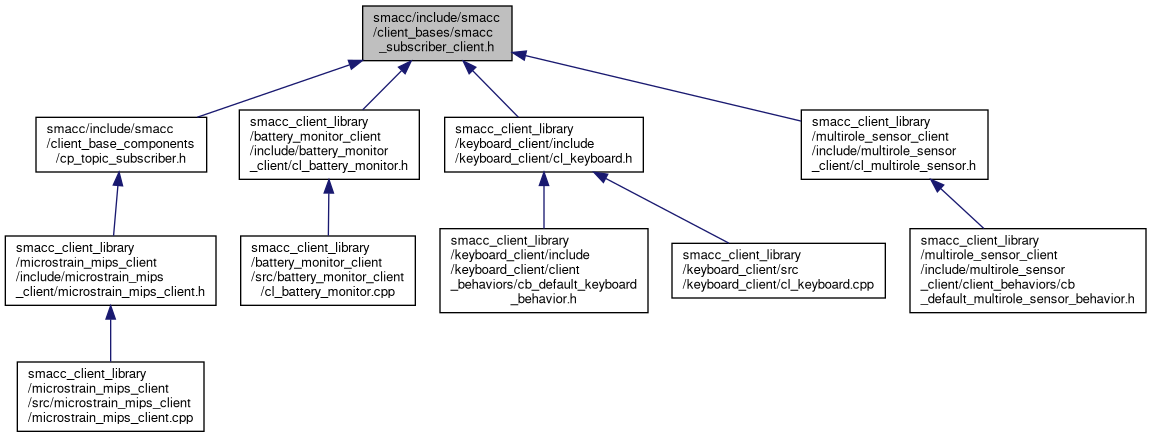 smacc/include/smacc
/client_bases/smacc
_subscriber_client.h
smacc/include/smacc
/client_base_components
/cp_topic_subscriber.h
smacc_client_library
/battery_monitor_client
/include/battery_monitor
_client/cl_battery_monitor.h
smacc_client_library
/keyboard_client/include
/keyboard_client/cl_keyboard.h
smacc_client_library
/multirole_sensor_client
/include/multirole_sensor
_client/cl_multirole_sensor.h
smacc_client_library
/microstrain_mips_client
/include/microstrain_mips
_client/microstrain_mips_client.h
smacc_client_library
/battery_monitor_client
/src/battery_monitor_client
/cl_battery_monitor.cpp
smacc_client_library
/keyboard_client/include
/keyboard_client/client
_behaviors/cb_default_keyboard
_behavior.h
smacc_client_library
/keyboard_client/src
/keyboard_client/cl_keyboard.cpp
smacc_client_library
/multirole_sensor_client
/include/multirole_sensor
_client/client_behaviors/cb
_default_multirole_sensor_behavior.h
smacc_client_library
/microstrain_mips_client
/src/microstrain_mips_client
/microstrain_mips_client.cpp